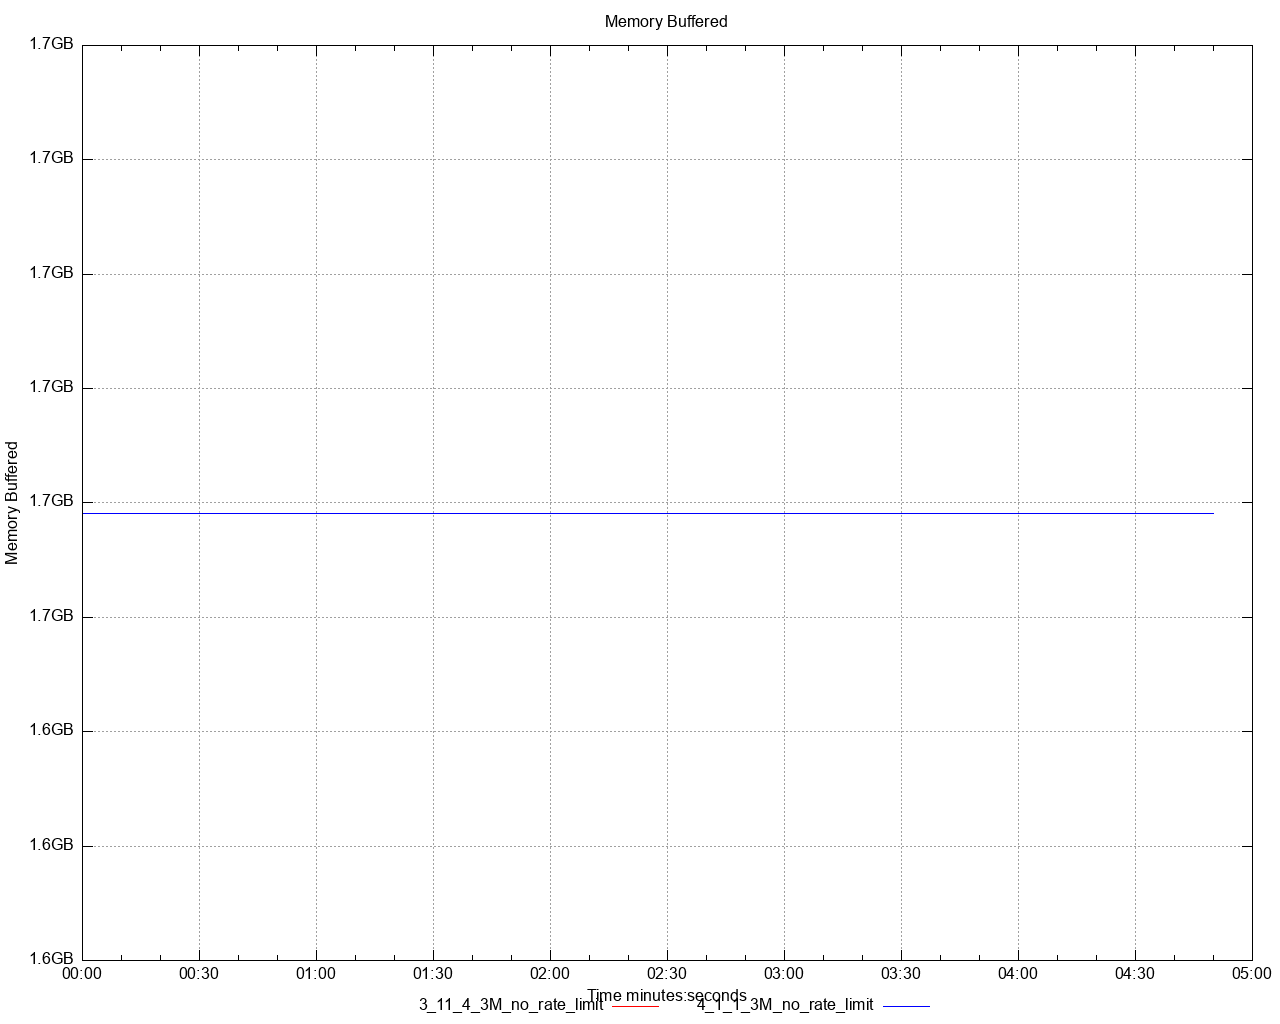 Memory Buffered
1.7GB
1.7GB
1.7GB
1.7GB
1.7GB
1.7GB
1.6GB
1.6GB
1.6GB
Memory Buffered
00:00 00:30 01:00 01:30 02:00 02:30 03:00 03:30 04:00 04:30 05:00
Time minutes:seconds
3_11_4_3M_no_rate_limit 4_1_1_3M_no_rate_limit